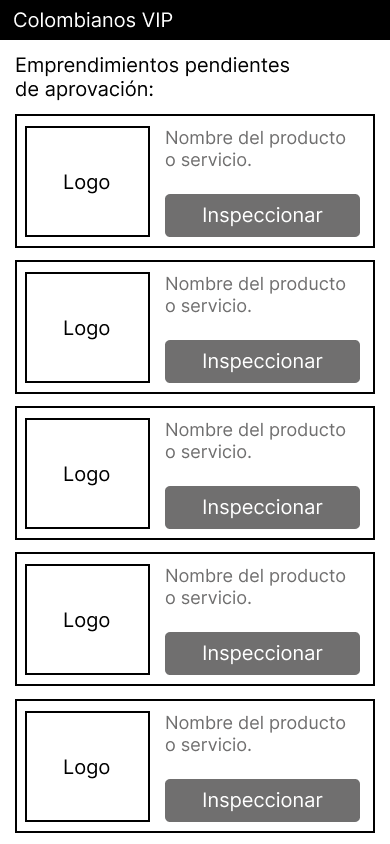 Colombianos VIP
Emprendimientos pendientes
de aprovación:
Logo
Nombre del producto
o servicio.
Inspeccionar
Logo
Nombre del producto
o servicio.
Inspeccionar
Logo
Nombre del producto
o servicio.
Inspeccionar
Logo
Nombre del producto
o servicio.
Inspeccionar
Logo
Nombre del producto
o servicio.
Inspeccionar